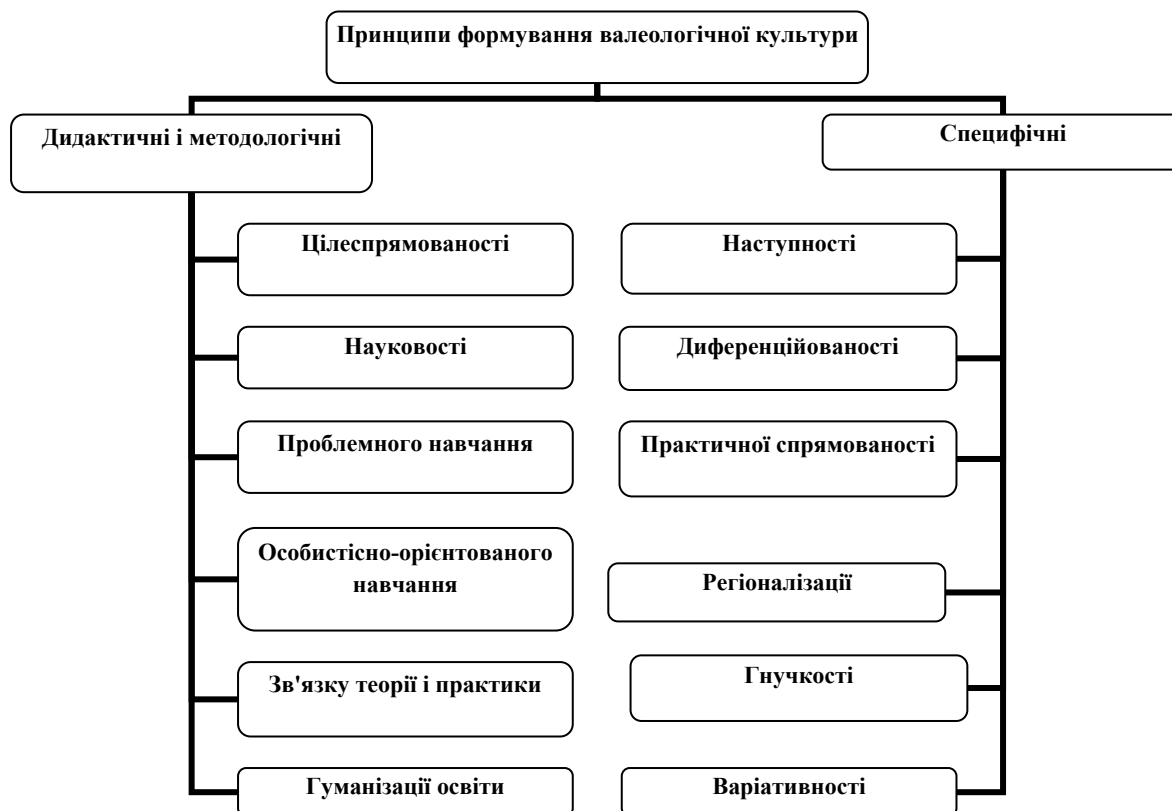 Принципи формування валеологічної культури
Дидактичні і методологічні
Специфічні
Цілеспрямованості
Наступності
Науковості
Диференційованості
Проблемного навчання
Практичної спрямованості
Особистісно-орієнтованого
навчання
Регіоналізації
Зв'язку теорії і практики
Гнучкості
Гуманізації освіти
Варіативності